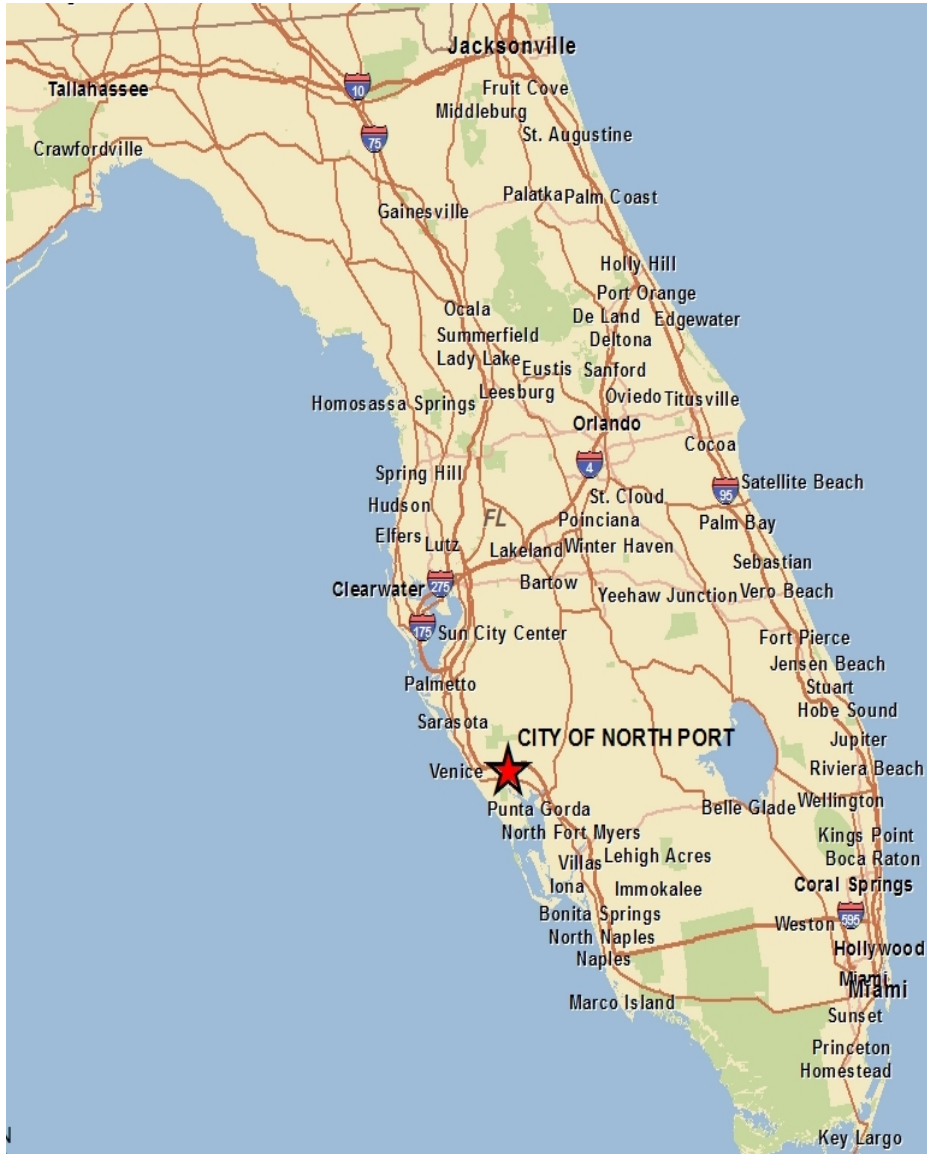 Jacksonville
10
Tallahassee
Fruit Cove
Middleburg
75
St. Augustine
Crawfordville
Palatka
Palm Coast
Gainesville
Holly Hill
Port Orange
Ocala
De Land
Edgewater
Summerfield
Deltona
Lady Lake
Eustis
Sanford
Leesburg
Oviedo
Titusville
Homosassa Springs
Orlando
Cocoa
4
Spring Hill
Satellite Beach
95
St. Cloud
Hudson
FL
Poinciana
Palm Bay
Elfers
Lutz
Lakeland
Winter Haven
Sebastian
Clearwater
275
Bartow
Yeehaw Junction
Vero Beach
175
Sun City Center
Fort Pierce
Jensen Beach
Palmetto
Stuart
Hobe Sound
Sarasota
CITY OF NORTH PORT
Jupiter
Venice
Riviera Beach
Punta Gorda
Belle Glade
Wellington
North Fort Myers
Kings Point
Villas
Lehigh Acres
Boca Raton
Iona
Immokalee
Coral Springs
Bonita Springs
595
Weston
North Naples
Hollywood
Naples
Miami
Miami
Marco Island
Sunset
Princeton
Homestead
Key Largo